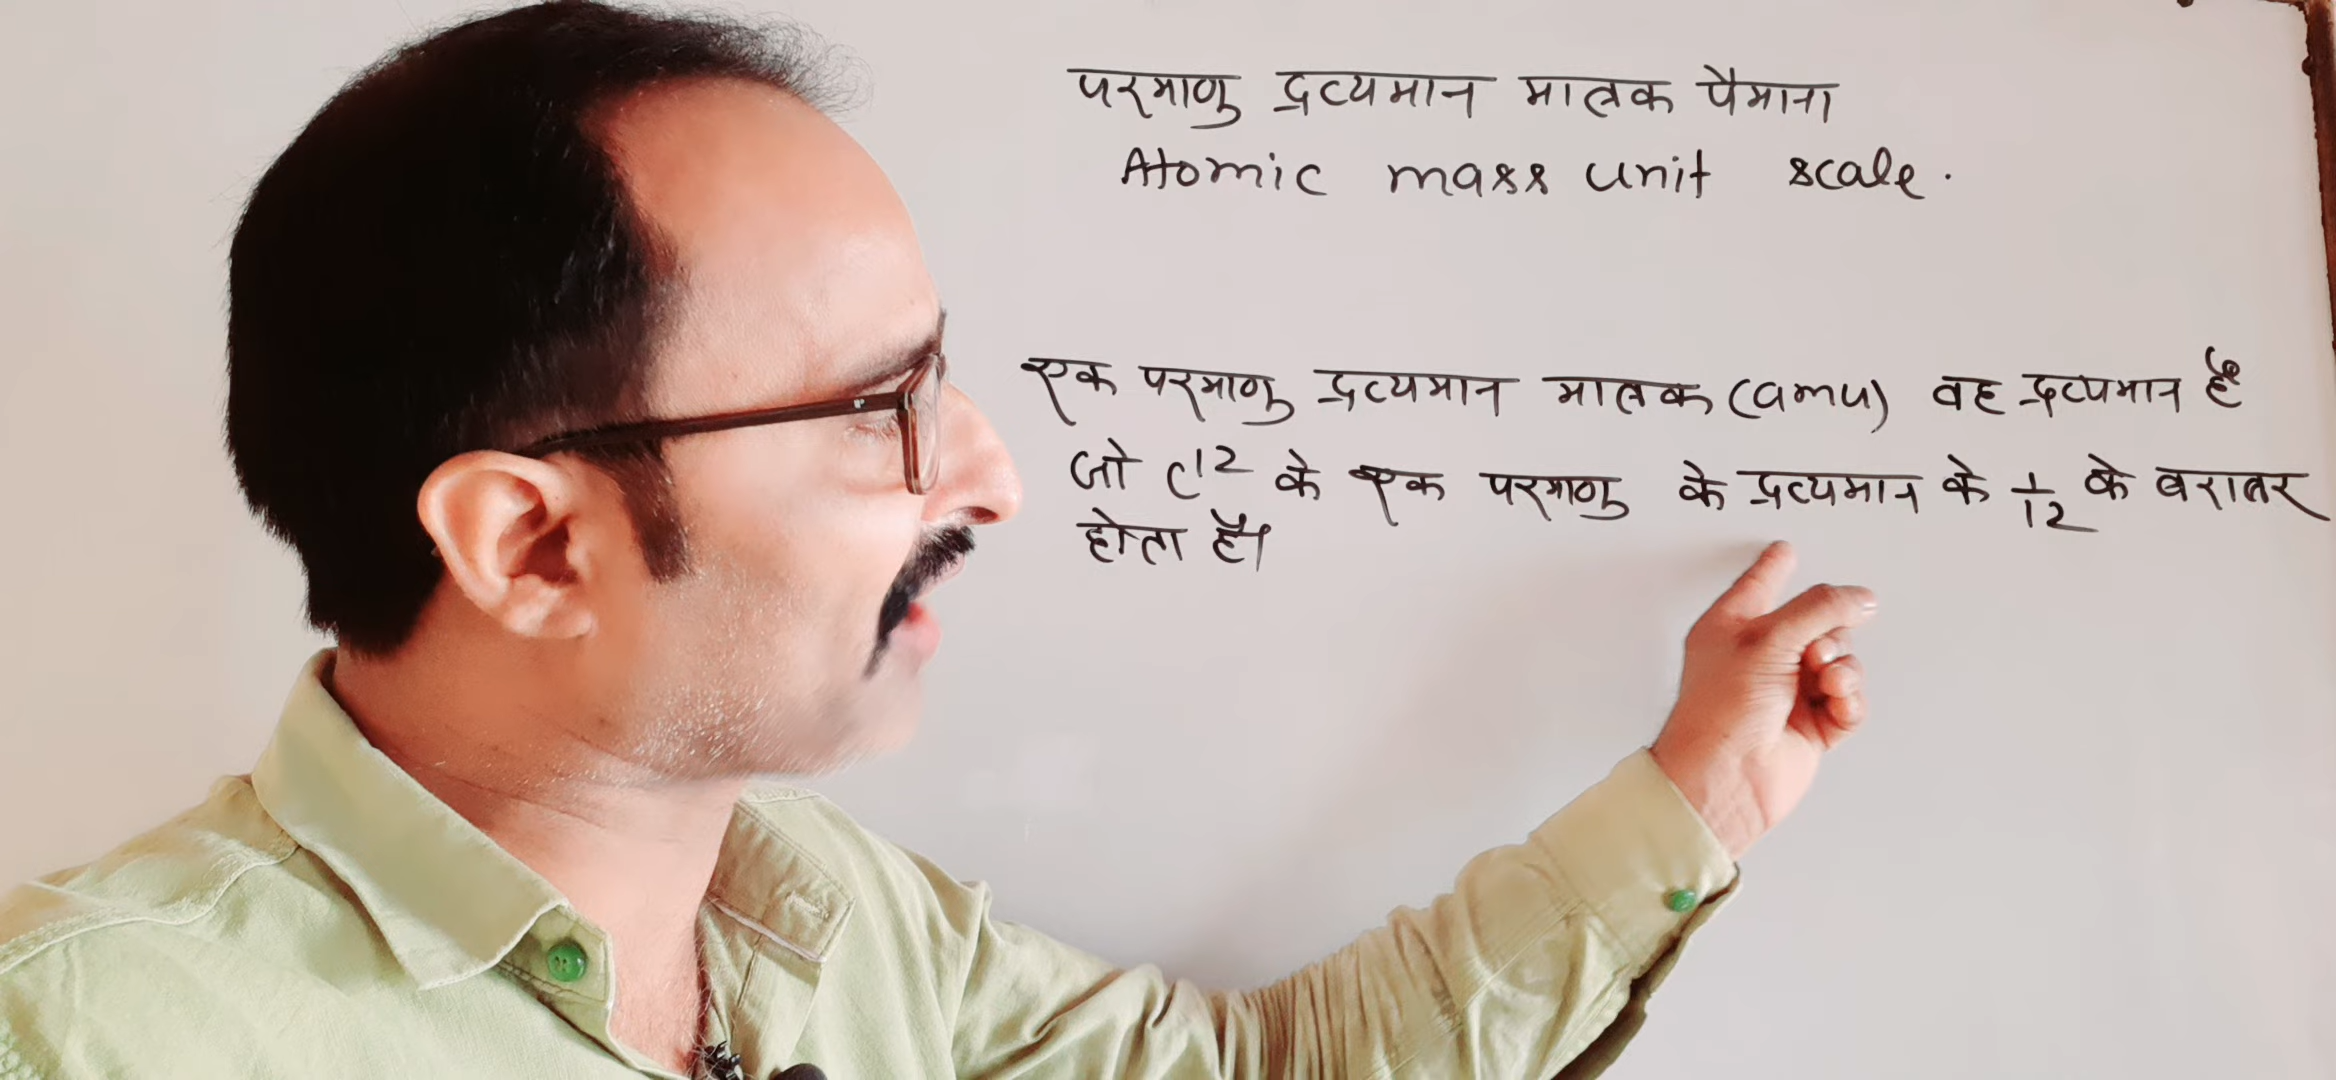 परमाणु द्रव्यमान मात्रक पैमाना
Atomic mass unit scale.
एक परमाणु द्रव्यमान मात्रक (amu) वह द्रव्यमान है
जो C12 के एक परमाणु के द्रव्यमान के 1/12 के बराबर
होता है।